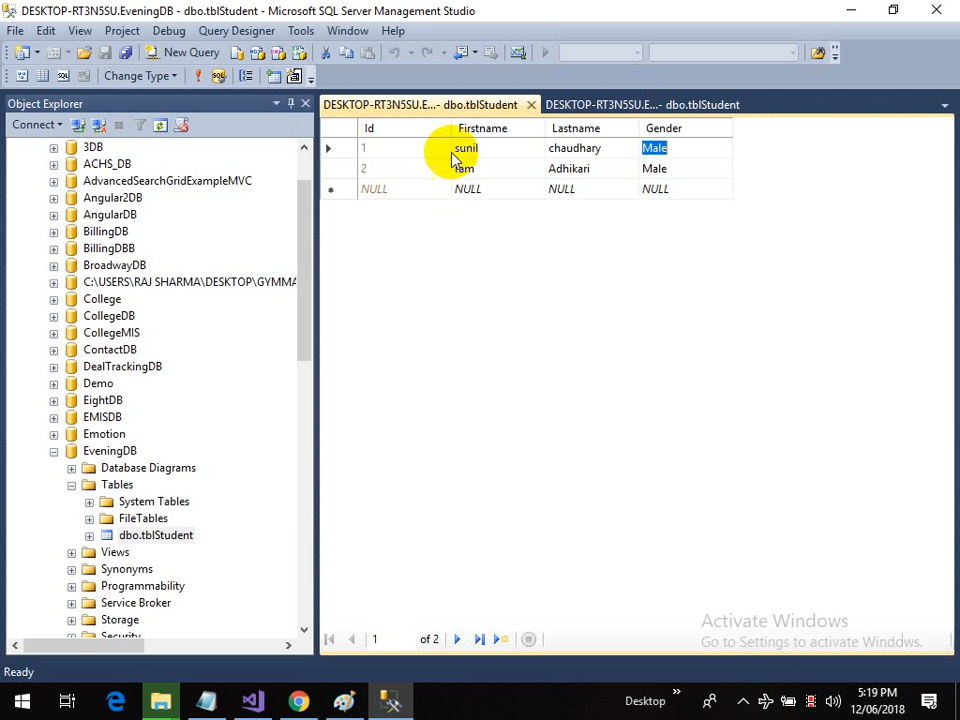 DESKTOP-RT3N5SU.EveningDB - dbo.tblStudent - Microsoft SQL Server Management Studio
File Edit View Project Debug Query Designer Tools Window Help
New Query
Change Type
Object Explorer
Connect
3DB
ACHS_DB
AdvancedSearchGridExampleMVC
Angular2DB
AngularDB
BillingDB
BillingDBB
BroadwayDB
C:\USERS\RAJ SHARMA\DESKTOP\GYMMA
College
CollegeDB
CollegeMIS
ContactDB
DealTrackingDB
Demo
EightDB
EMISDB
Emotion
EveningDB
Database Diagrams
Tables
System Tables
FileTables
dbo.tblStudent
Views
Synonyms
Programmability
Service Broker
Storage
Security
DESKTOP-RT3N5SU.E...- dbo.tblStudent DESKTOP-RT3N5SU.E...- dbo.tblStudent
Id Firstname Lastname Gender
1 sunil chaudhary Male
2 ram Adhikari Male
NULL NULL NULL NULL
1 of 2
Activate Windows
Go to Settings to activate Windows.
Ready
Desktop
5:19 PM
12/06/2018